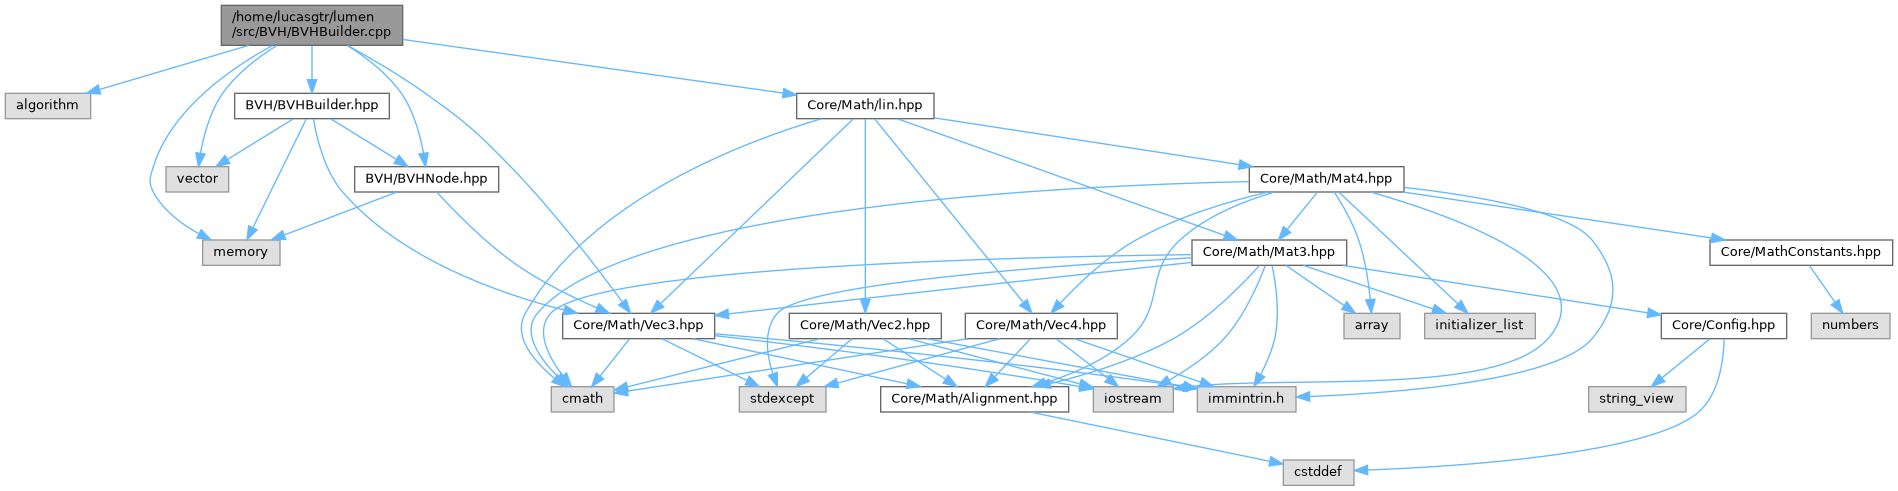 /home/lucasgtr/lumen
/src/BVH/BVHBuilder.cpp
algorithm
BVH/BVHBuilder.hpp
Core/Math/lin.hpp
vector
BVH/BVHNode.hpp
Core/Math/Mat4.hpp
memory
Core/Math/Mat3.hpp
Core/MathConstants.hpp
Core/Math/Vec3.hpp
Core/Math/Vec2.hpp
Core/Math/Vec4.hpp
array
initializer_list
Core/Config.hpp
numbers
cmath
stdexcept
Core/Math/Alignment.hpp
iostream
immintrin.h
string_view
cstddef